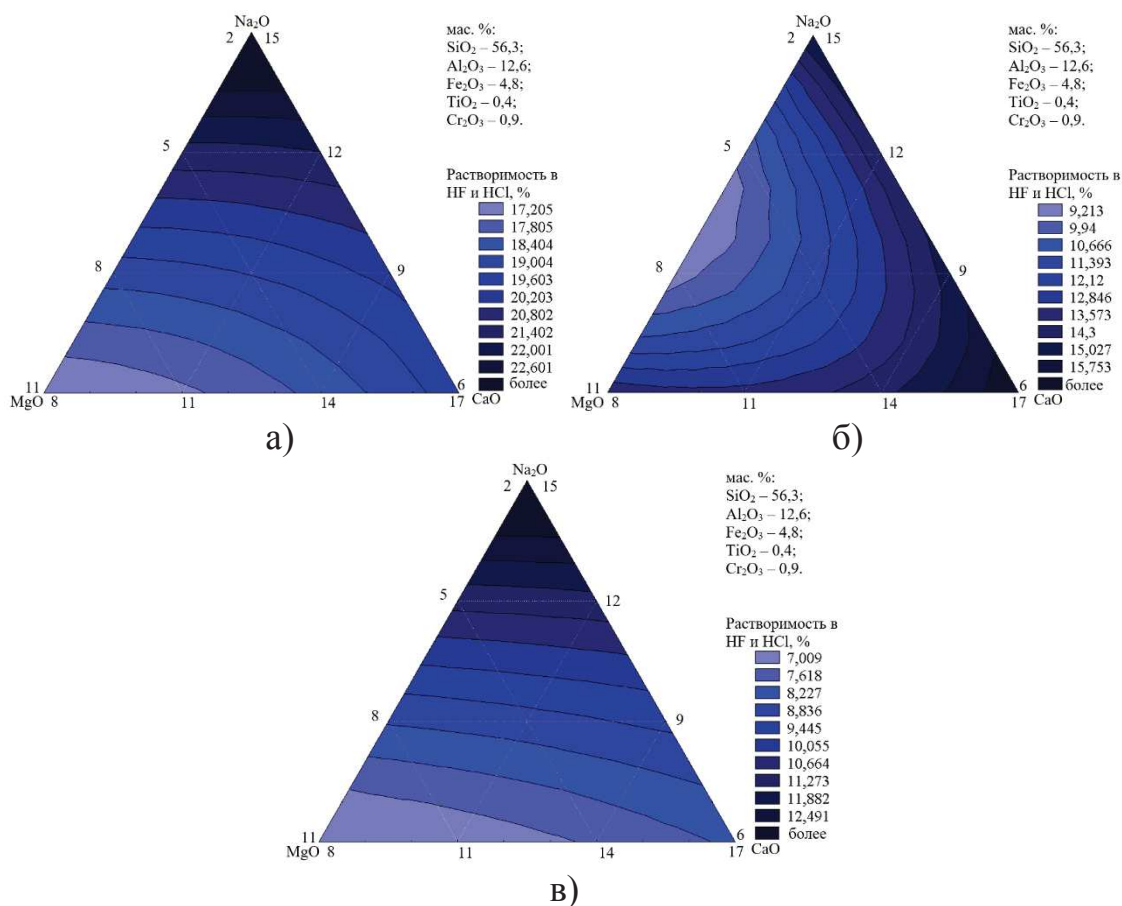 Na₂O
2 15
5 12
8 9
11 6
MgO 8 11 14 17 CaO
мас. %:
SiO₂ – 56,3;
Al₂O₃ – 12,6;
Fe₂O₃ – 4,8;
TiO₂ – 0,4;
Cr₂O₃ – 0,9.
Растворимость в
HF и HCl, %
17,205
17,805
18,404
19,004
19,603
20,203
20,802
21,402
22,001
22,601
более
а)
Na₂O
2 15
5 12
8 9
11 6
MgO 8 11 14 17 CaO
мас. %:
SiO₂ – 56,3;
Al₂O₃ – 12,6;
Fe₂O₃ – 4,8;
TiO₂ – 0,4;
Cr₂O₃ – 0,9.
Растворимость в
HF и HCl, %
9,213
9,94
10,666
11,393
12,12
12,846
13,573
14,3
15,027
15,753
более
б)
Na₂O
2 15
5 12
8 9
11 6
MgO 8 11 14 17 CaO
мас. %:
SiO₂ – 56,3;
Al₂O₃ – 12,6;
Fe₂O₃ – 4,8;
TiO₂ – 0,4;
Cr₂O₃ – 0,9.
Растворимость в
HF и HCl, %
7,009
7,618
8,227
8,836
9,445
10,055
10,664
11,273
11,882
12,491
более
в)